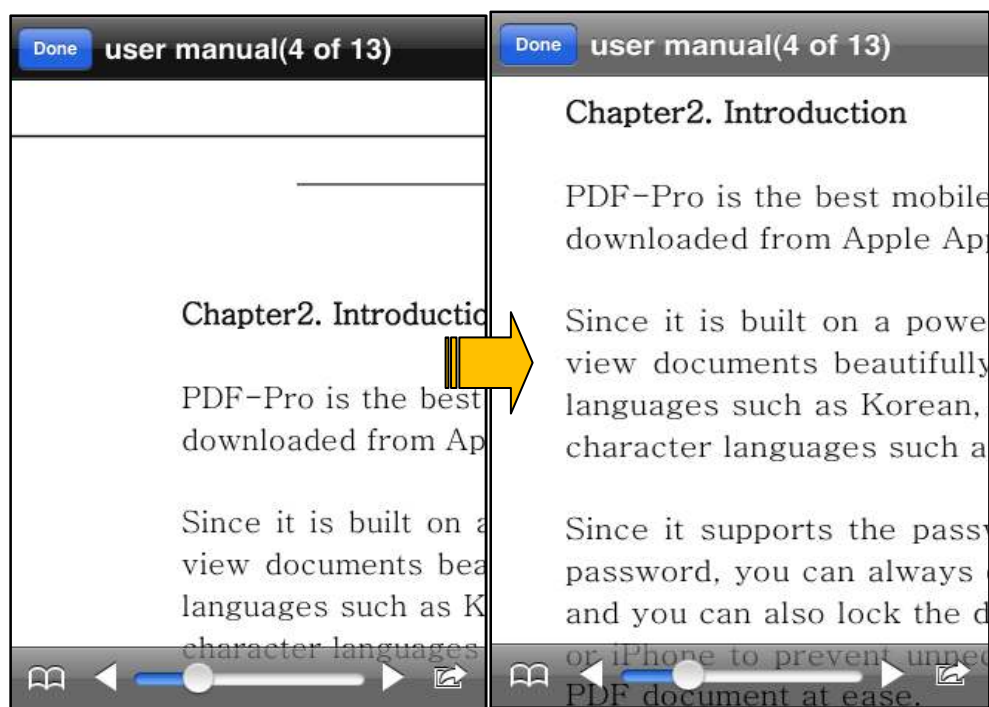 Done user manual(4 of 13)
Chapter2. Introductio
PDF-Pro is the best
downloaded from Ap
Since it is built on a
view documents bea
languages such as K
character languages
Done user manual(4 of 13)
Chapter2. Introduction
PDF-Pro is the best mobile
downloaded from Apple App
Since it is built on a powe
view documents beautifully
languages such as Korean,
character languages such a
Since it supports the passw
password, you can always
and you can also lock the d
or iPhone to prevent unnec
PDF document at ease.